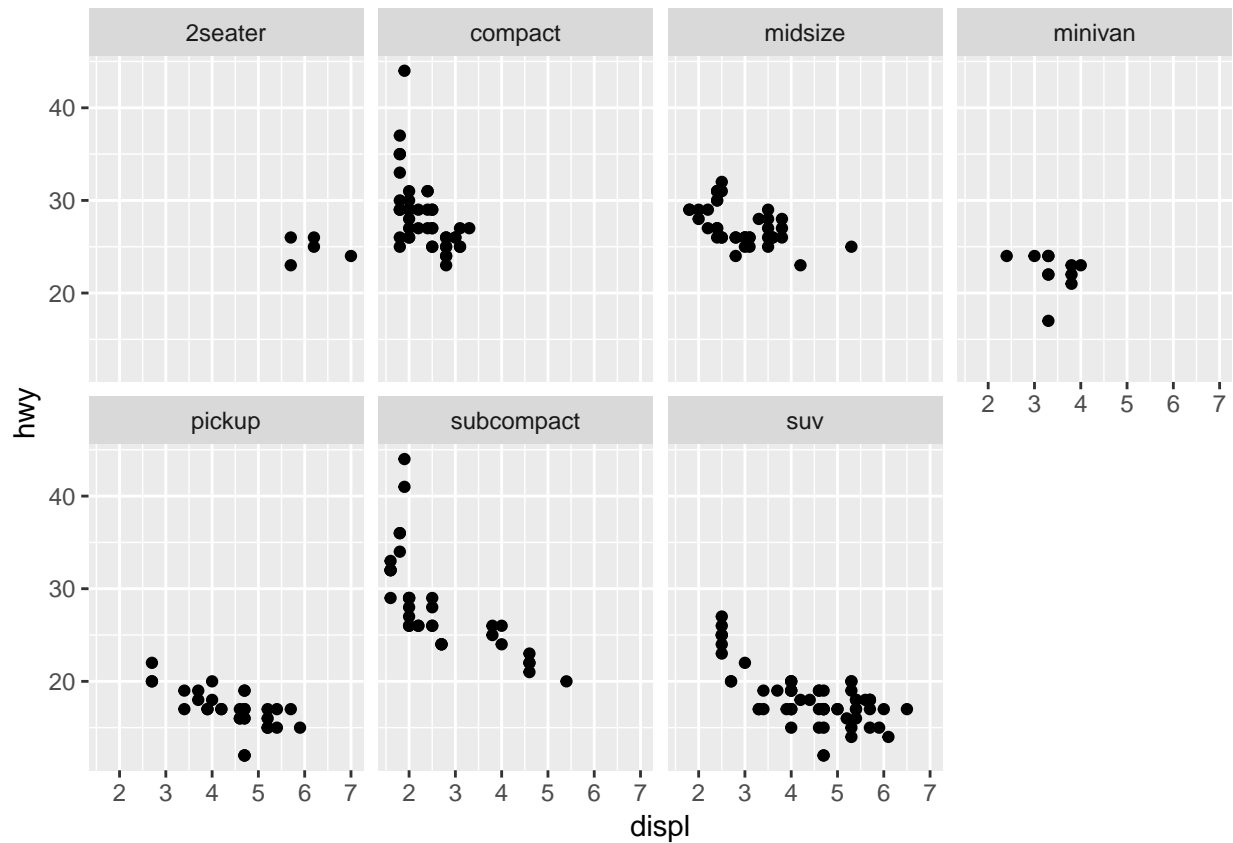 2seater compact midsize minivan
40
30
20
2 3 4 5 6 7
hwy
pickup subcompact suv
40
30
20
2 3 4 5 6 7 2 3 4 5 6 7 2 3 4 5 6 7
displ